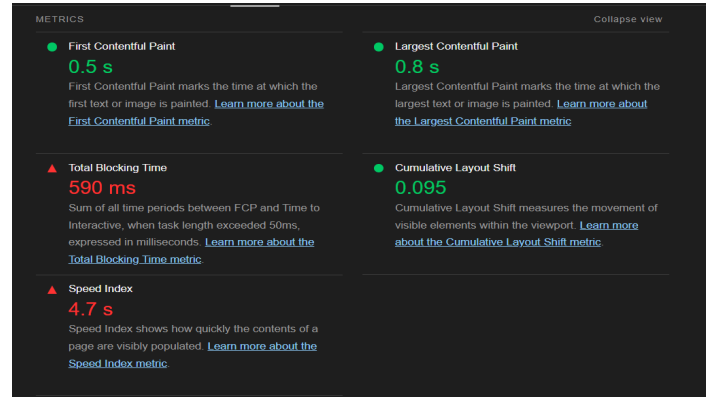 METRICS
Collapse view
First Contentful Paint
0.5 s
First Contentful Paint marks the time at which the
first text or image is painted. Learn more about the
First Contentful Paint metric.
Largest Contentful Paint
0.8 s
Largest Contentful Paint marks the time at which the
largest text or image is painted. Learn more about
the Largest Contentful Paint metric
Total Blocking Time
590 ms
Sum of all time periods between FCP and Time to
Interactive, when task length exceeded 50ms,
expressed in milliseconds. Learn more about the
Total Blocking Time metric.
Cumulative Layout Shift
0.095
Cumulative Layout Shift measures the movement of
visible elements within the viewport. Learn more
about the Cumulative Layout Shift metric.
Speed Index
4.7 s
Speed Index shows how quickly the contents of a
page are visibly populated. Learn more about the
Speed Index metric.